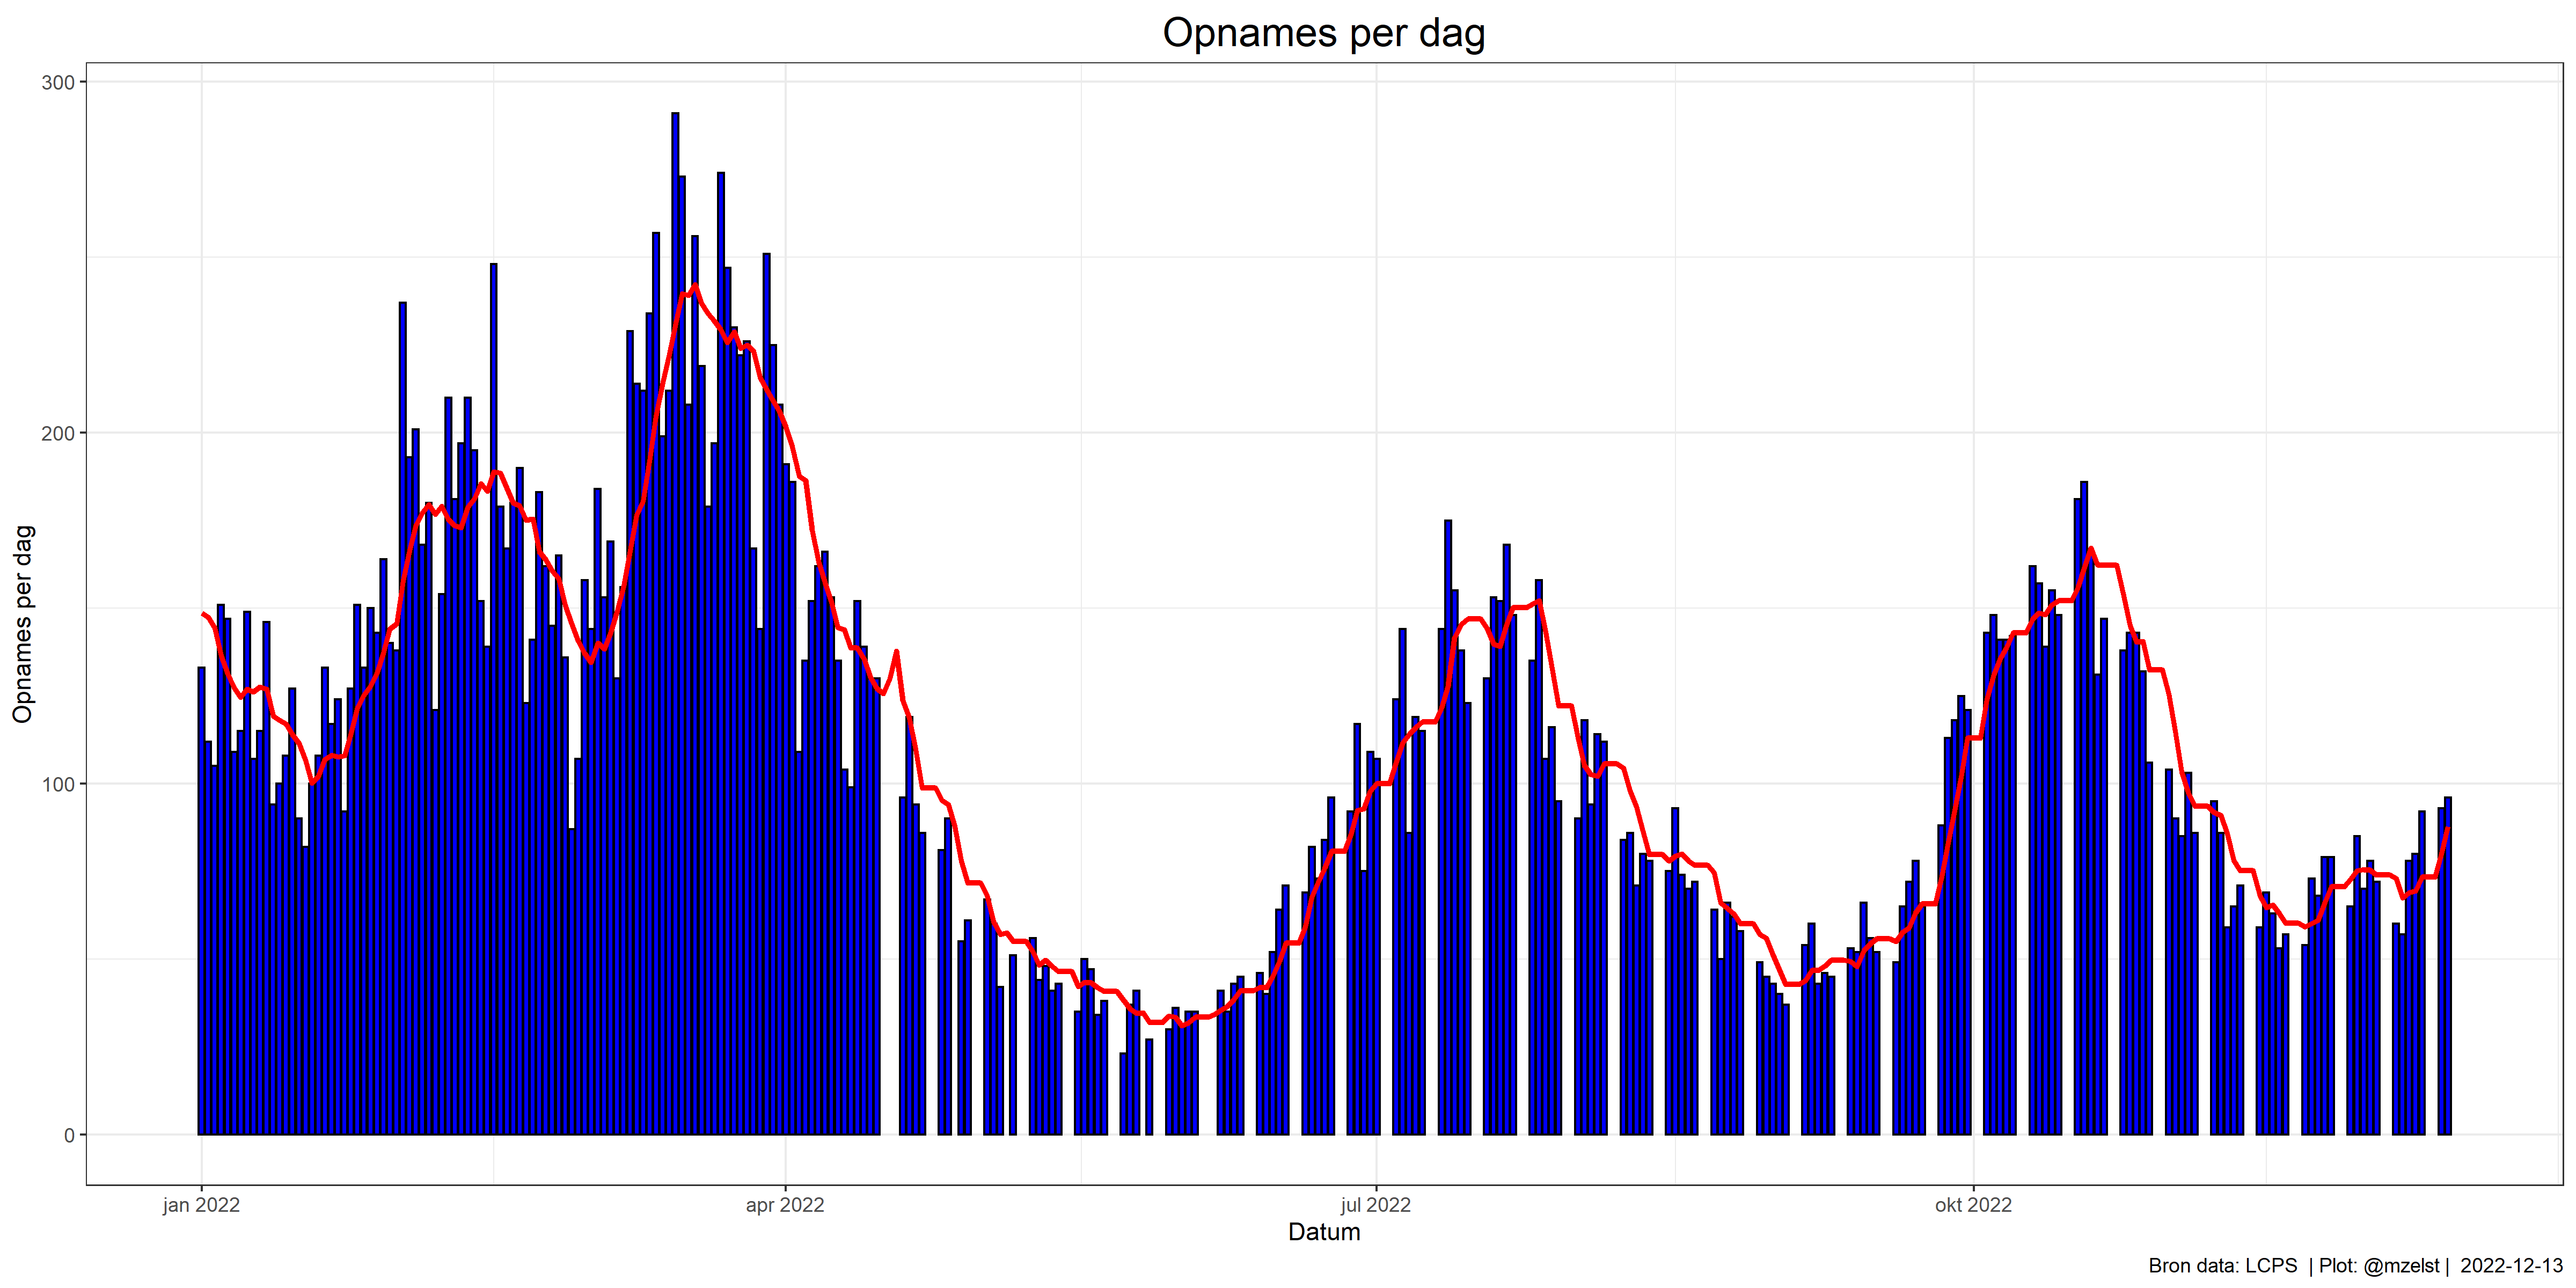 Opnames per dag
Opnames per dag
300
200
100
0
jan 2022
apr 2022
jul 2022
okt 2022
Datum
Bron data: LCPS | Plot: @mzelst | 2022-12-13